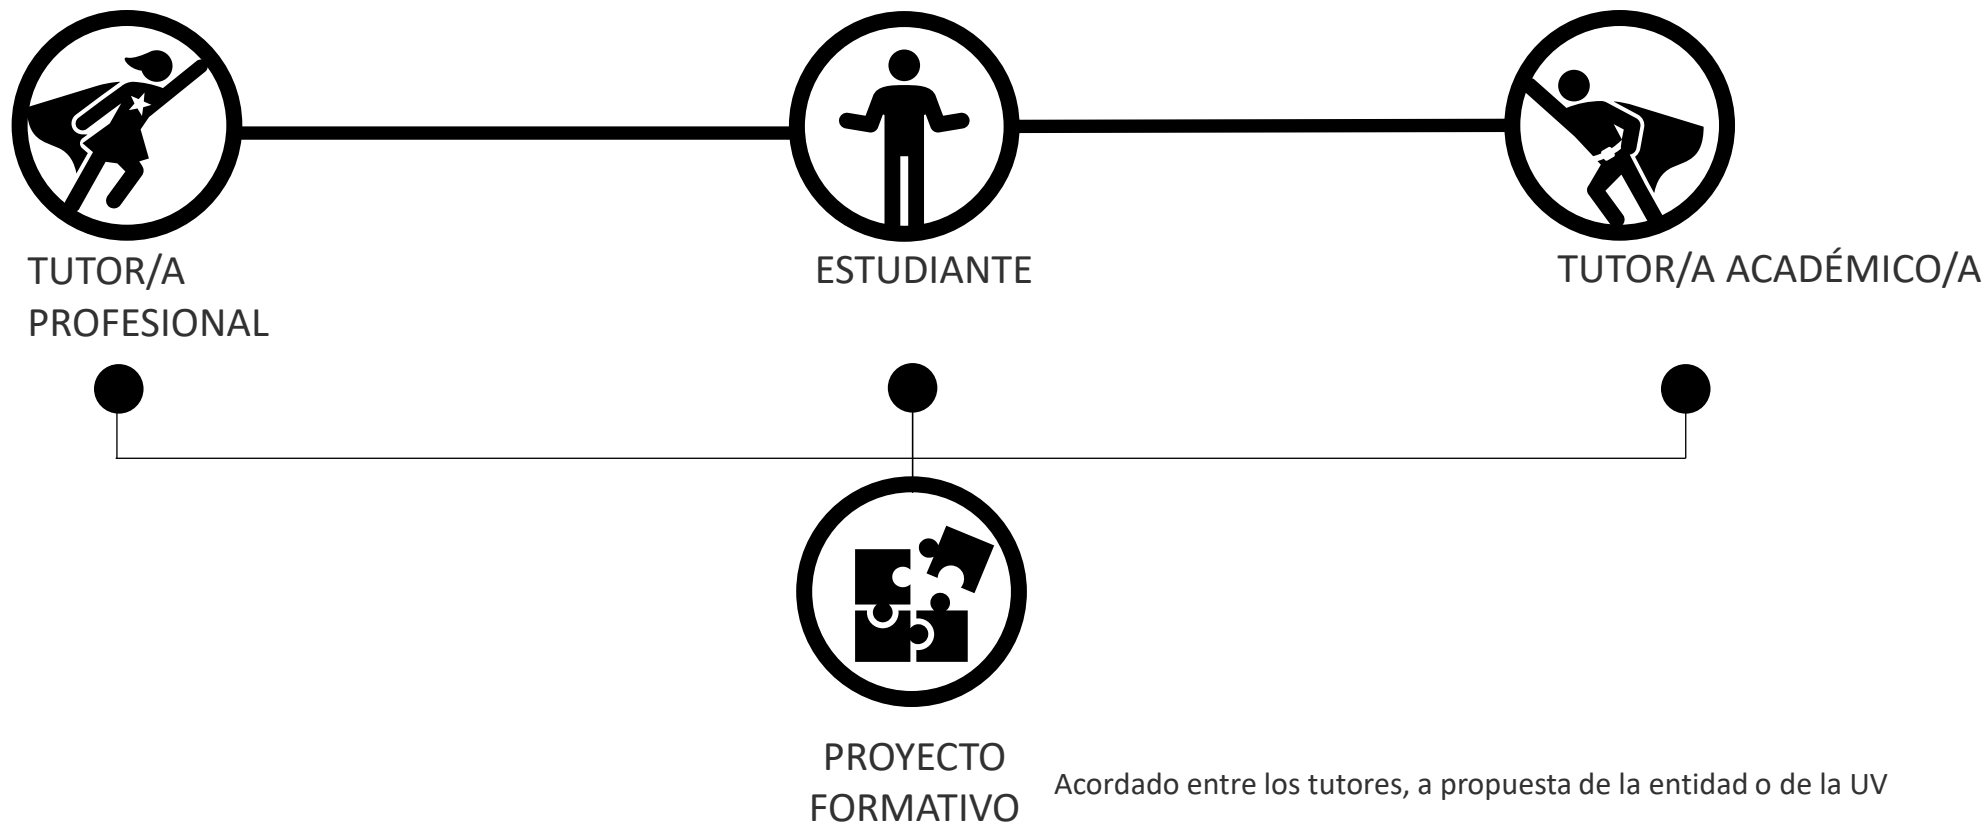 TUTOR/A
PROFESIONAL
ESTUDIANTE
TUTOR/A ACADÉMICO/A
PROYECTO
FORMATIVO
Acordado entre los tutores, a propuesta de la entidad o de la UV